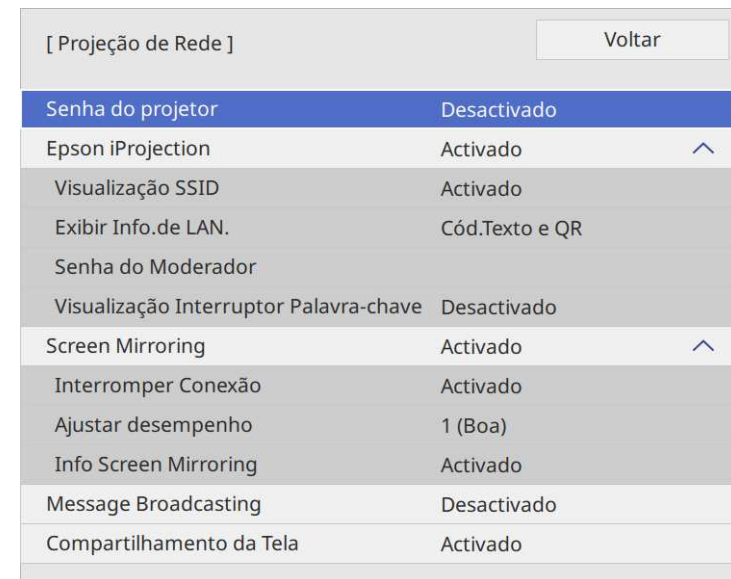 [ Projeção de Rede ] Voltar
Senha do projetor Desactivado
Epson iProjection Activado
Visualização SSID Activado
Exibir Info.de LAN. Cód.Texto e QR
Senha do Moderador
Visualização Interruptor Palavra-chave Desactivado
Screen Mirroring Activado
Interromper Conexão Activado
Ajustar desempenho 1 (Boa)
Info Screen Mirroring Activado
Message Broadcasting Desactivado
Compartilhamento da Tela Activado